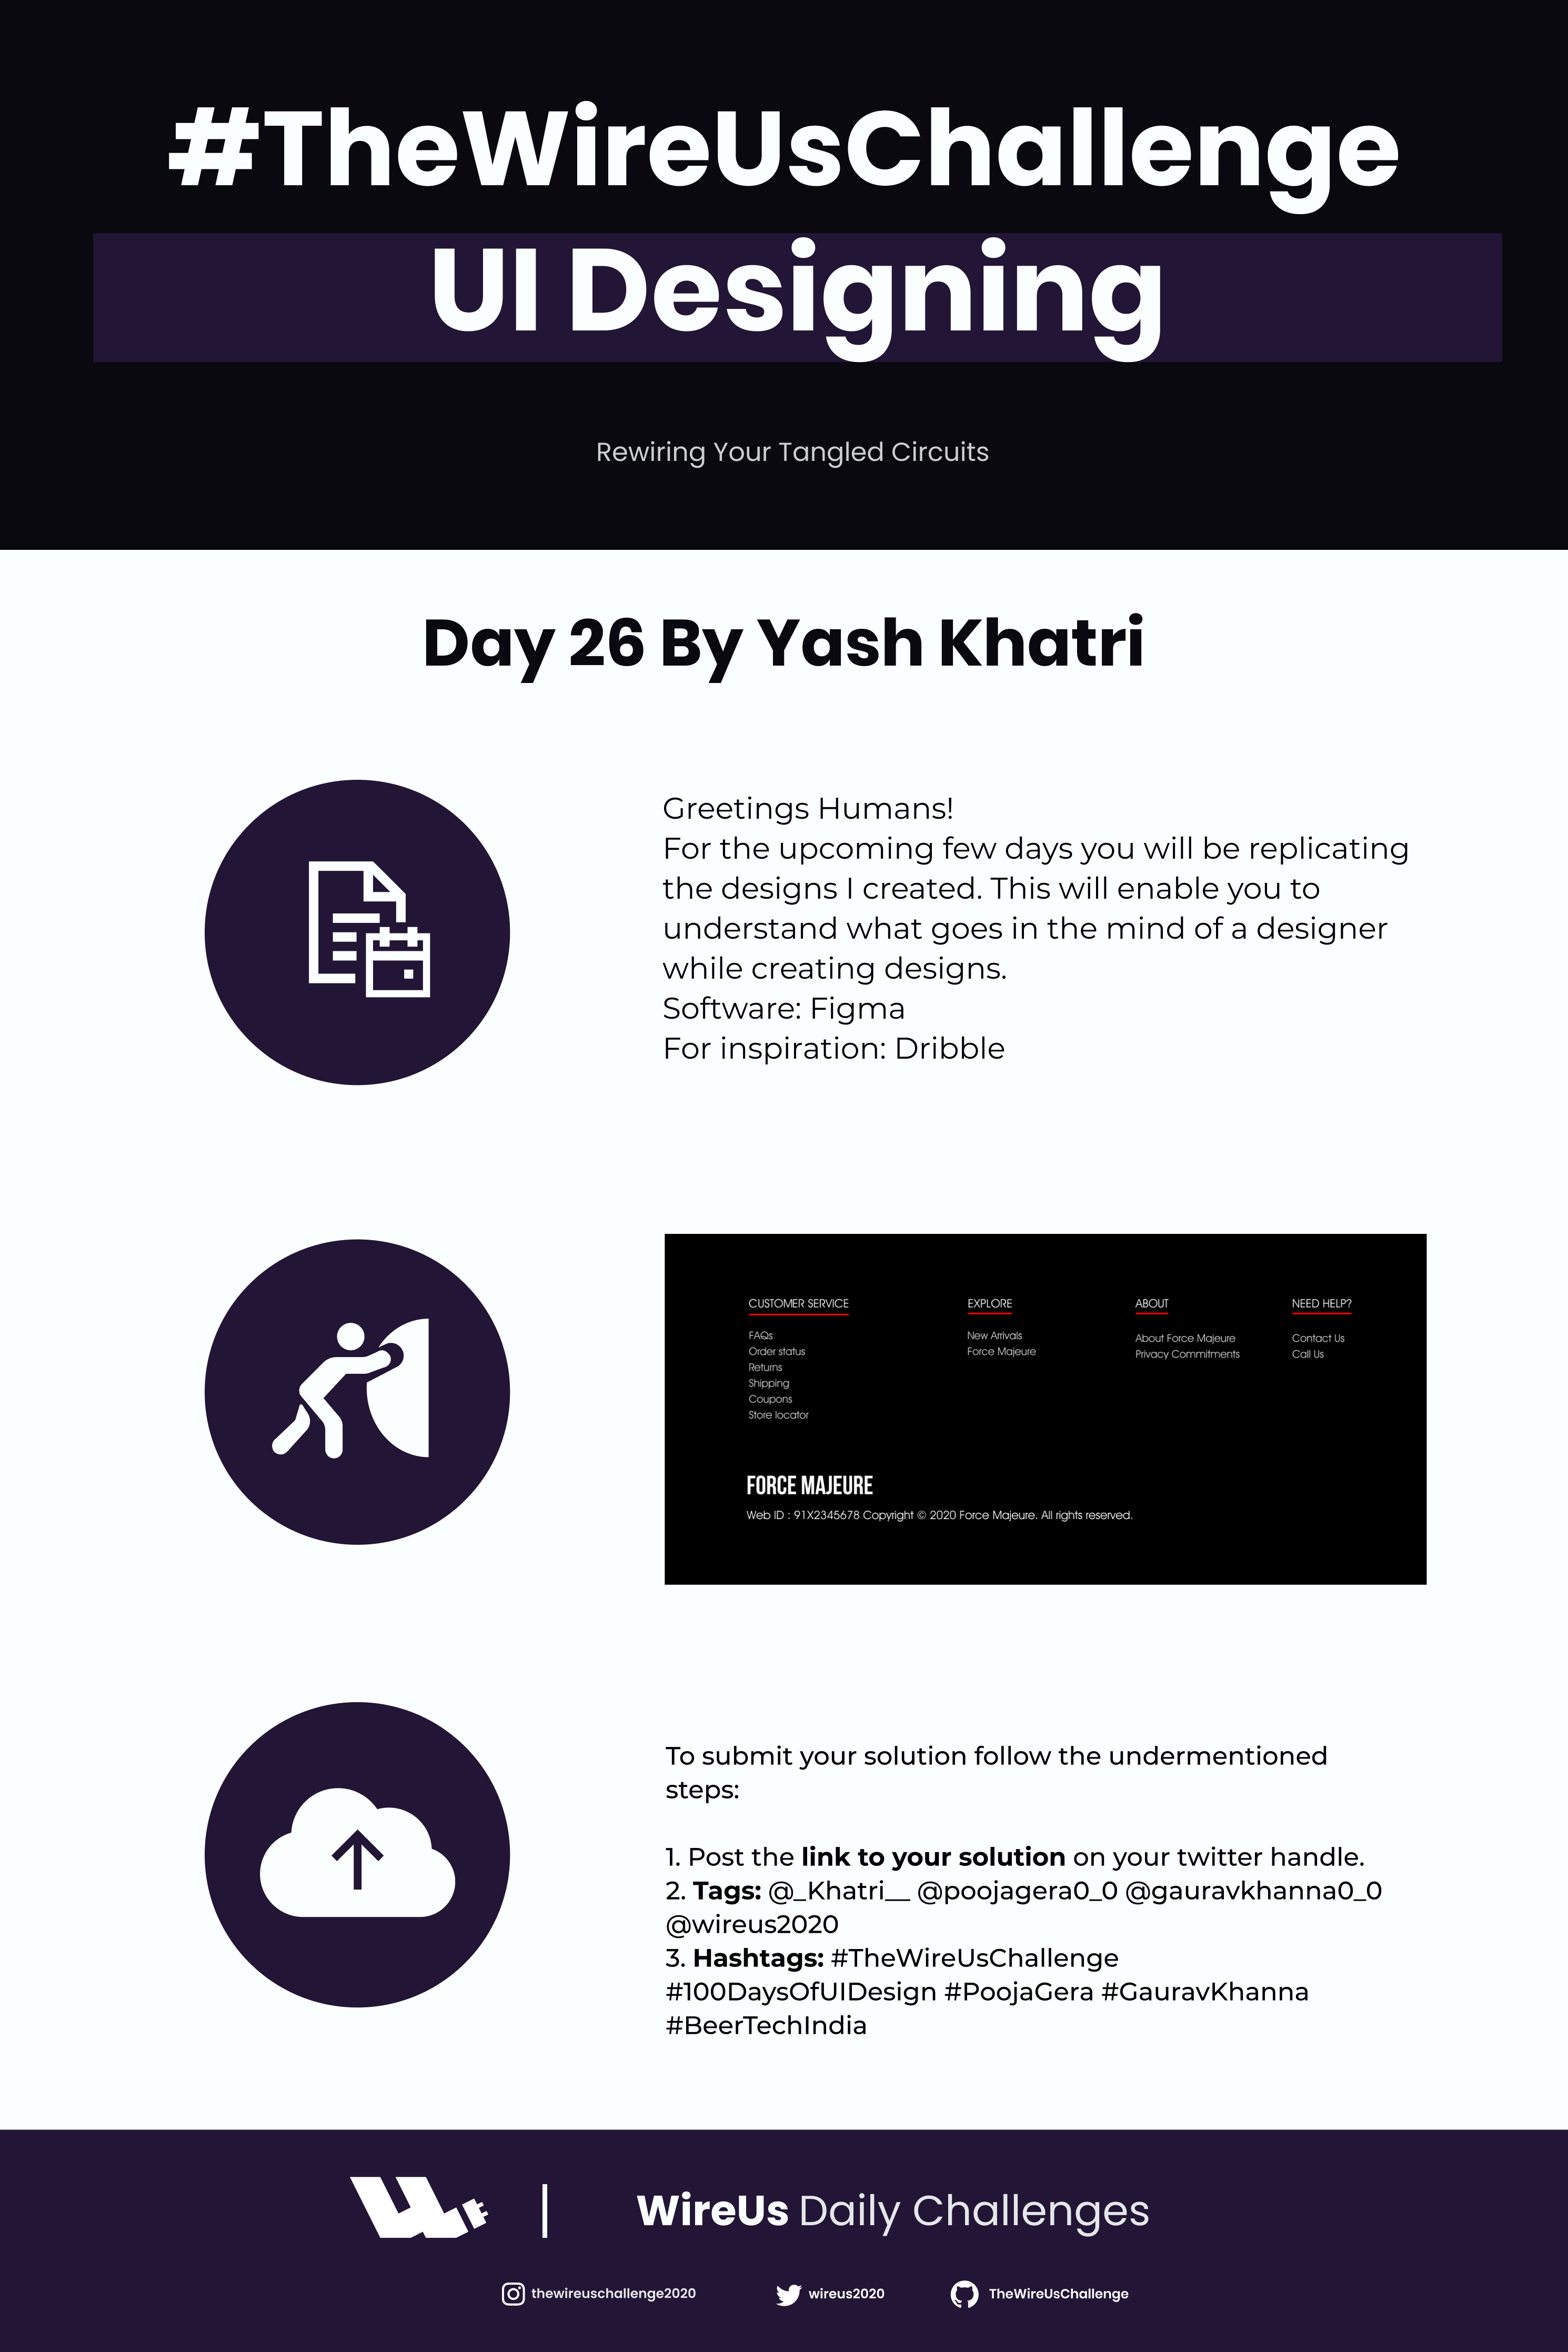 #TheWireUsChallenge
UI Designing
Rewiring Your Tangled Circuits
Day 26 By Yash Khatri
Greetings Humans!
For the upcoming few days you will be replicating
the designs I created. This will enable you to
understand what goes in the mind of a designer
while creating designs.
Software: Figma
For inspiration: Dribble
CUSTOMER SERVICE
FAQs
Order status
Returns
Shipping
Coupons
Store locator
EXPLORE
New Arrivals
Force Majeure
ABOUT
About Force Majeure
Privacy Commitments
NEED HELP?
Contact Us
Call Us
FORCE MAJEURE
Web ID : 91X2345678 Copyright © 2020 Force Majeure. All rights reserved.
To submit your solution follow the undermentioned
steps:
1. Post the link to your solution on your twitter handle.
2. Tags: @_Khatri__ @poojagera0_0 @gauravkhanna0_0
@wireus2020
3. Hashtags: #TheWireUsChallenge
#100DaysOfUIDesign #PoojaGera #GauravKhanna
#BeerTechIndia
WireUs Daily Challenges
thewireuschallenge2020
wireus2020
TheWireUsChallenge